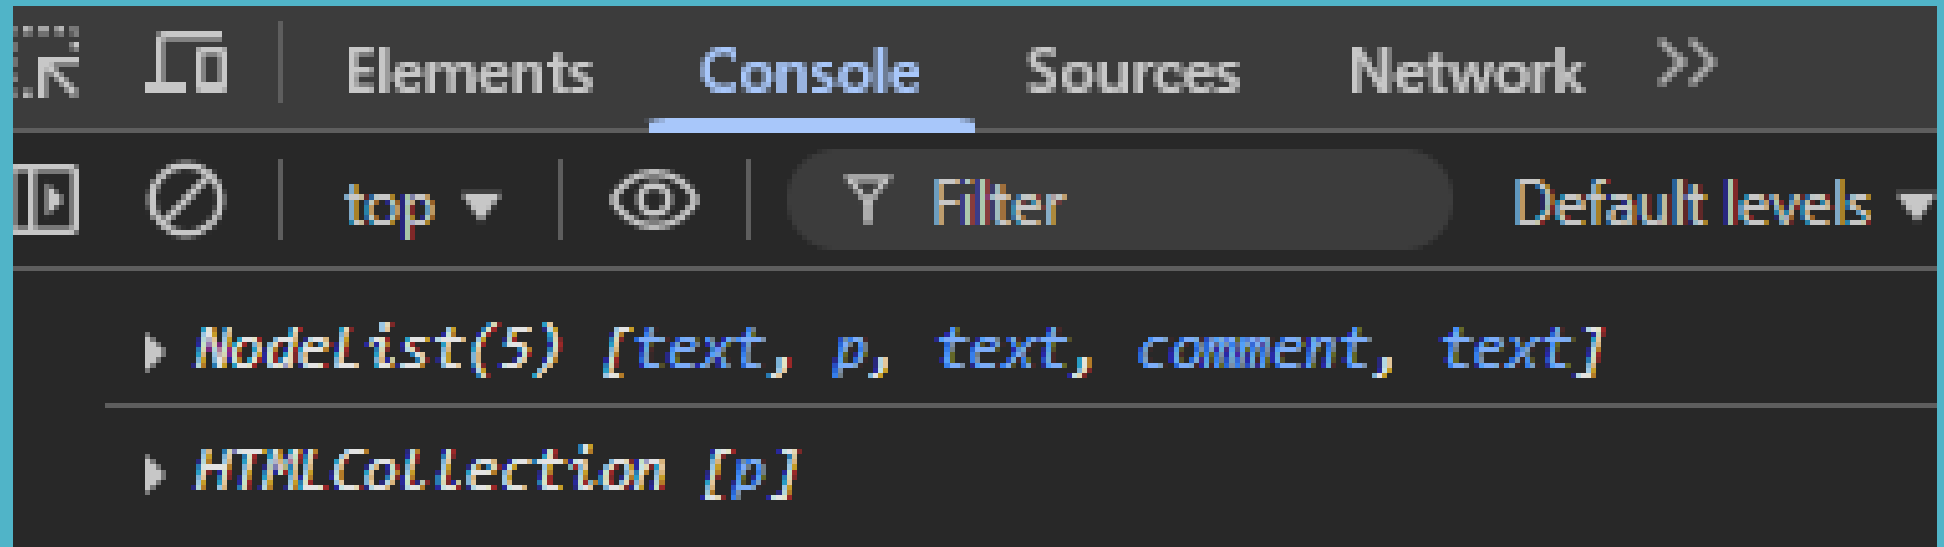 Elements Console Sources Network
top Filter Default levels
NodeList(5) [text, p, text, comment, text]
HTMLCollection [p]